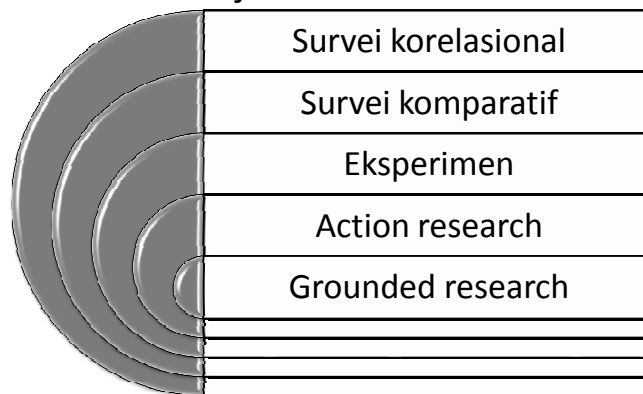 Survei korelasional
Survei komparatif
Eksperimen
Action research
Grounded research